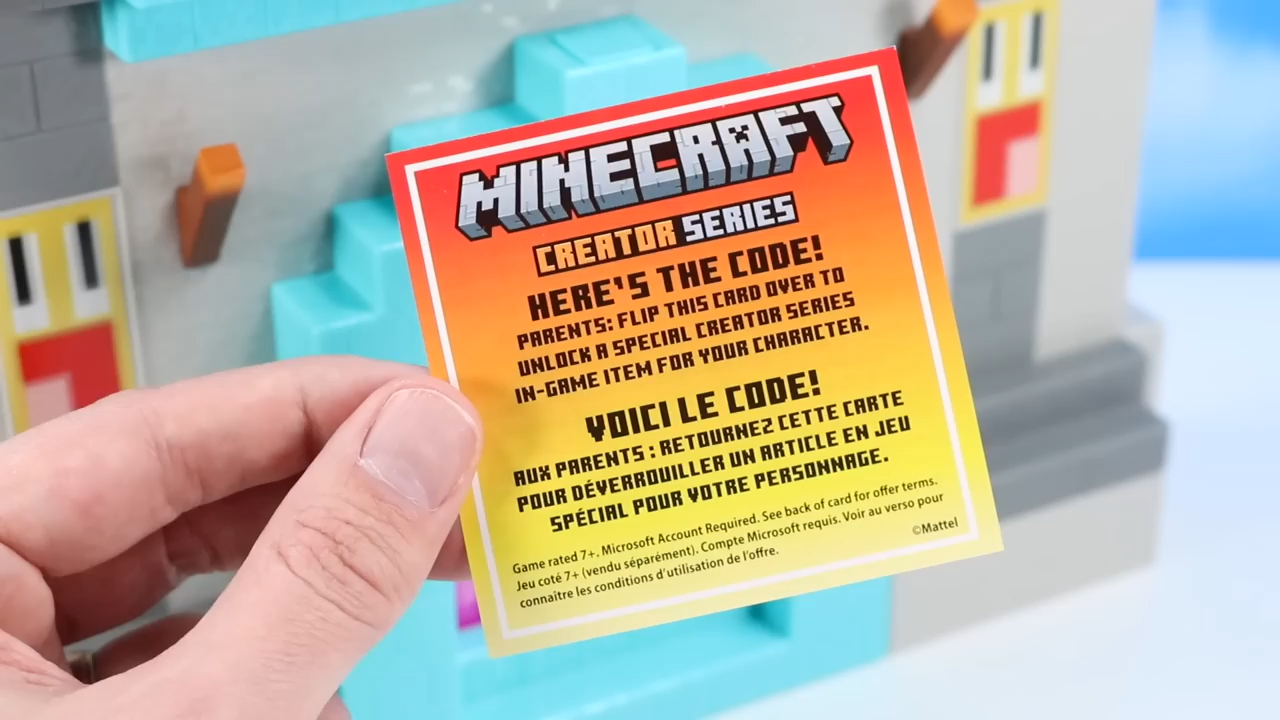 MINECRAFT
CREATOR SERIES
HERE'S THE CODE!
PARENTS: FLIP THIS CARD OVER TO
UNLOCK A SPECIAL CREATOR SERIES
IN-GAME ITEM FOR YOUR CHARACTER.
VOICI LE CODE!
AUX PARENTS : RETOURNEZ CETTE CARTE
POUR DÉVERROUILLER UN ARTICLE EN JEU
SPÉCIAL POUR VOTRE PERSONNAGE.
Game rated 7+. Microsoft Account Required. See back of card for offer terms.
Jeu coté 7+ (vendu séparément). Compte Microsoft requis. Voir au verso pour
connaître les conditions d'utilisation de l'offre.
©Mattel